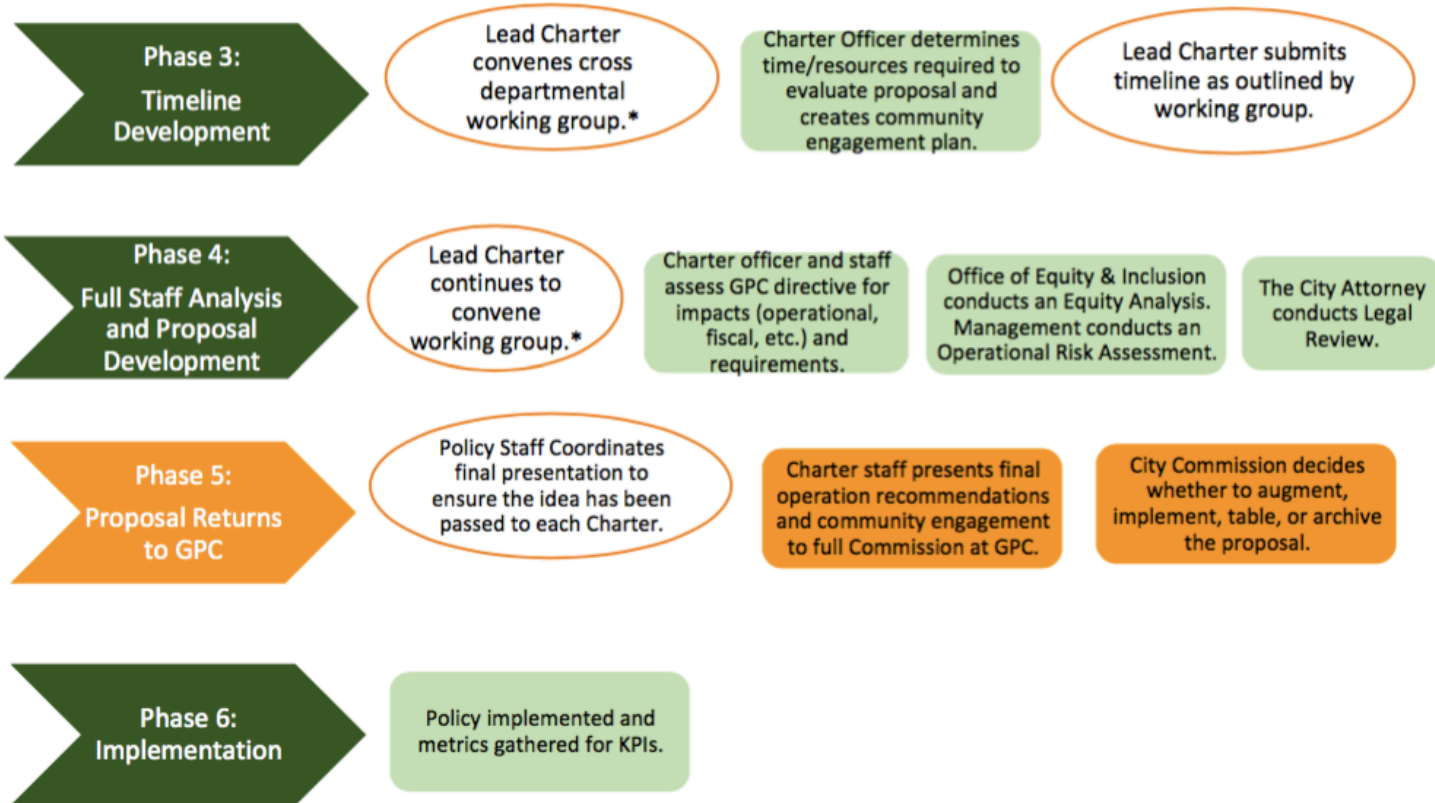 Phase 3:
Timeline
Development
Lead Charter
convenes cross
departmental
working group.*
Charter Officer determines
time/resources required to
evaluate proposal and
creates community
engagement plan.
Lead Charter submits
timeline as outlined by
working group.
Phase 4:
Full Staff Analysis
and Proposal
Development
Lead Charter
continues to
convene
working group.*
Charter officer and staff
assess GPC directive for
impacts (operational,
fiscal, etc.) and
requirements.
Office of Equity & Inclusion
conducts an Equity Analysis.
Management conducts an
Operational Risk Assessment.
The City Attorney
conducts Legal
Review.
Phase 5:
Proposal Returns
to GPC
Policy Staff Coordinates
final presentation to
ensure the idea has been
passed to each Charter.
Charter staff presents final
operation recommendations
and community engagement
to full Commission at GPC.
City Commission decides
whether to augment,
implement, table, or archive
the proposal.
Phase 6:
Implementation
Policy implemented and
metrics gathered for KPIs.